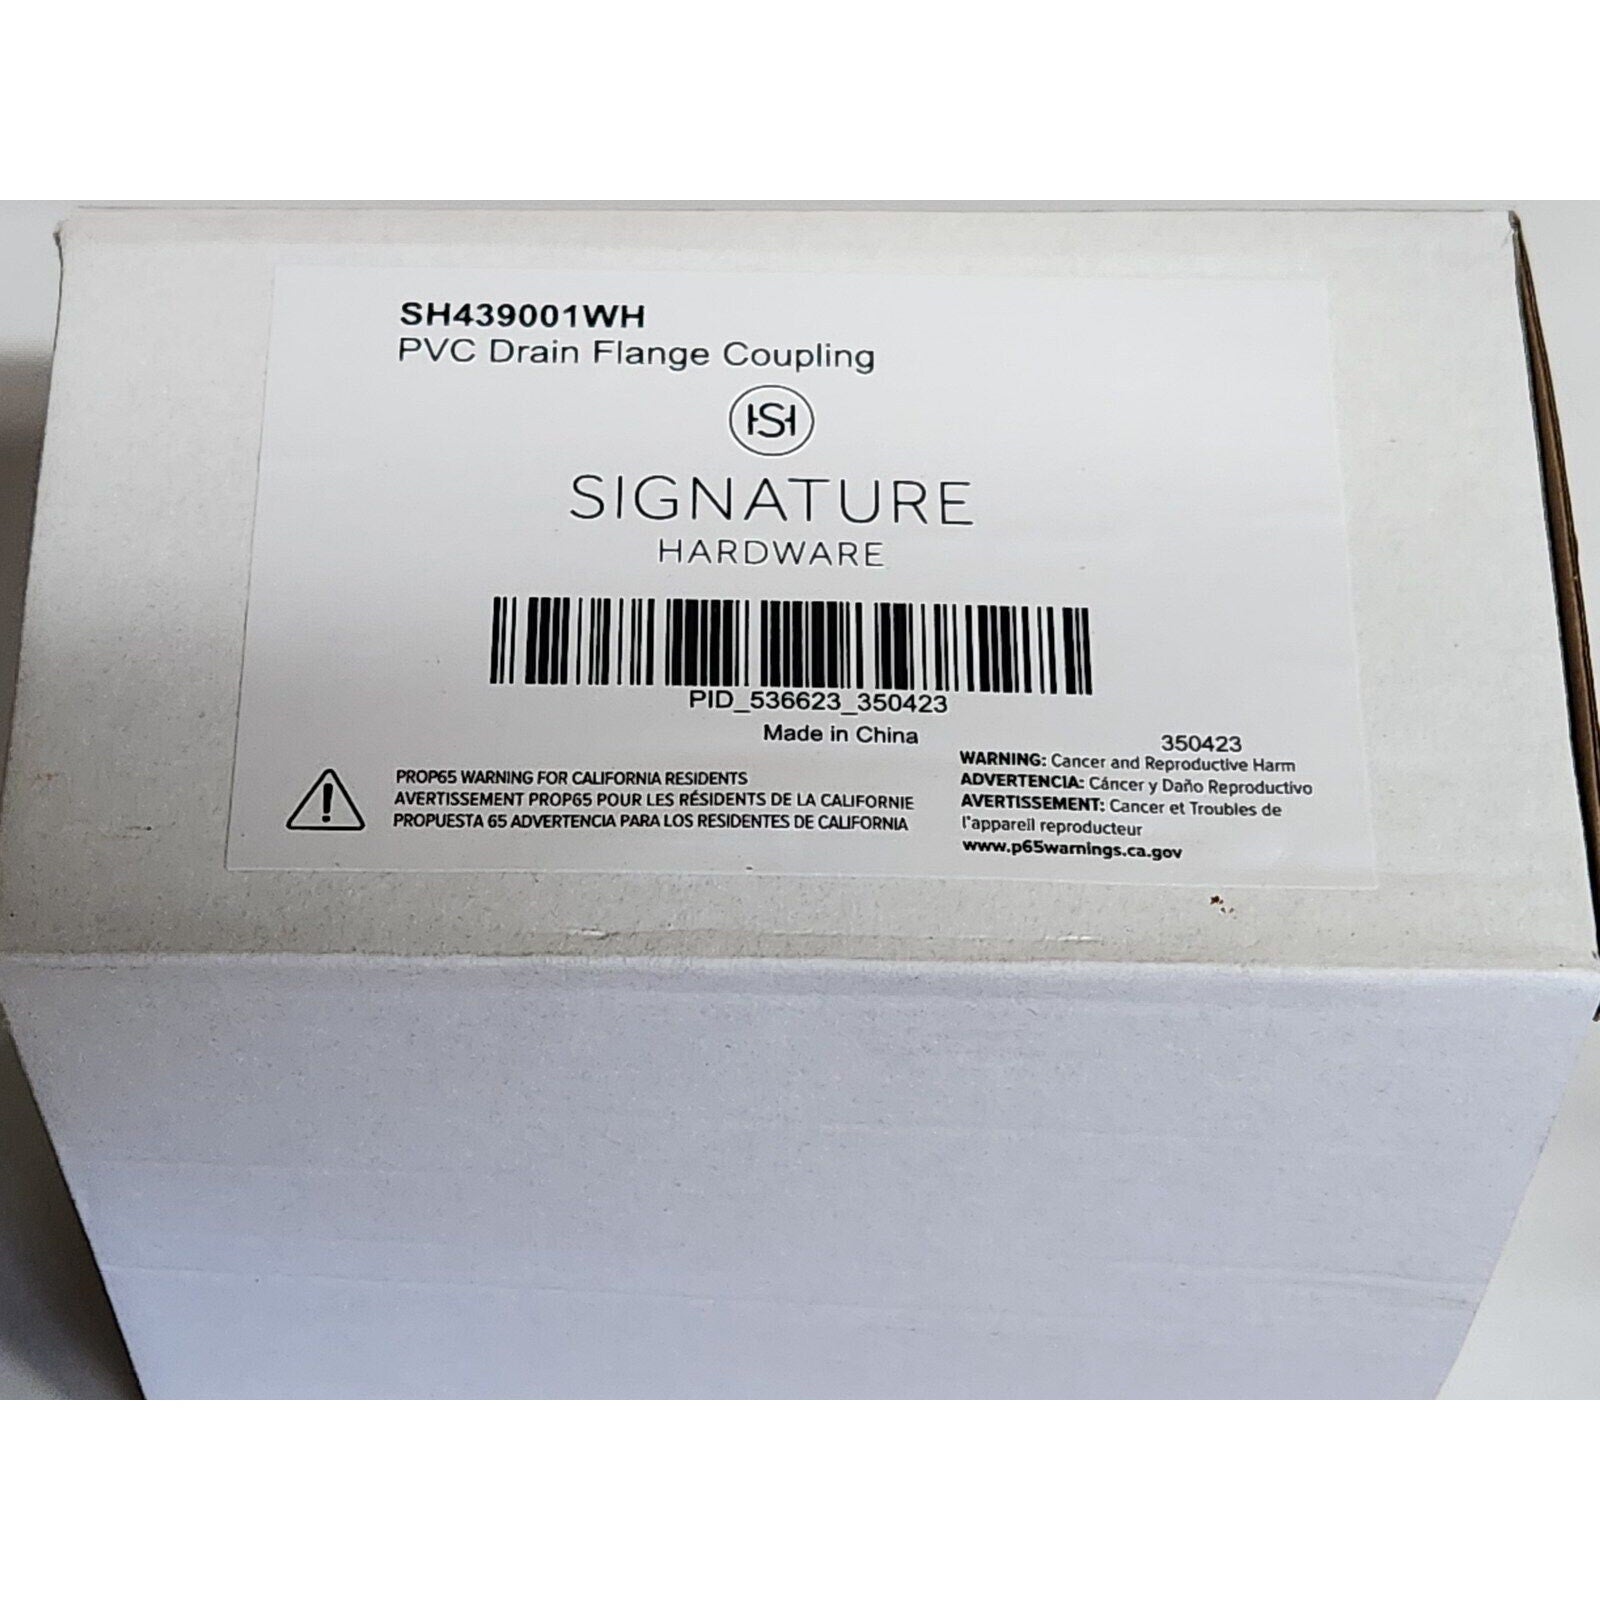 SH439001WH
PVC Drain Flange Coupling
SIGNATURE
HARDWARE
PID_536623_350423
Made in China
350423
PROP65 WARNING FOR CALIFORNIA RESIDENTS
AVERTISSEMENT PROP65 POUR LES RÉSIDENTS DE LA CALIFORNIE
PROPUESTA 65 ADVERTENCIA PARA LOS RESIDENTES DE CALIFORNIA
WARNING: Cancer and Reproductive Harm
ADVERTENCIA: Cáncer y Daño Reproductivo
AVERTISSEMENT: Cancer et Troubles de
l'appareil reproducteur
www.p65warnings.ca.gov